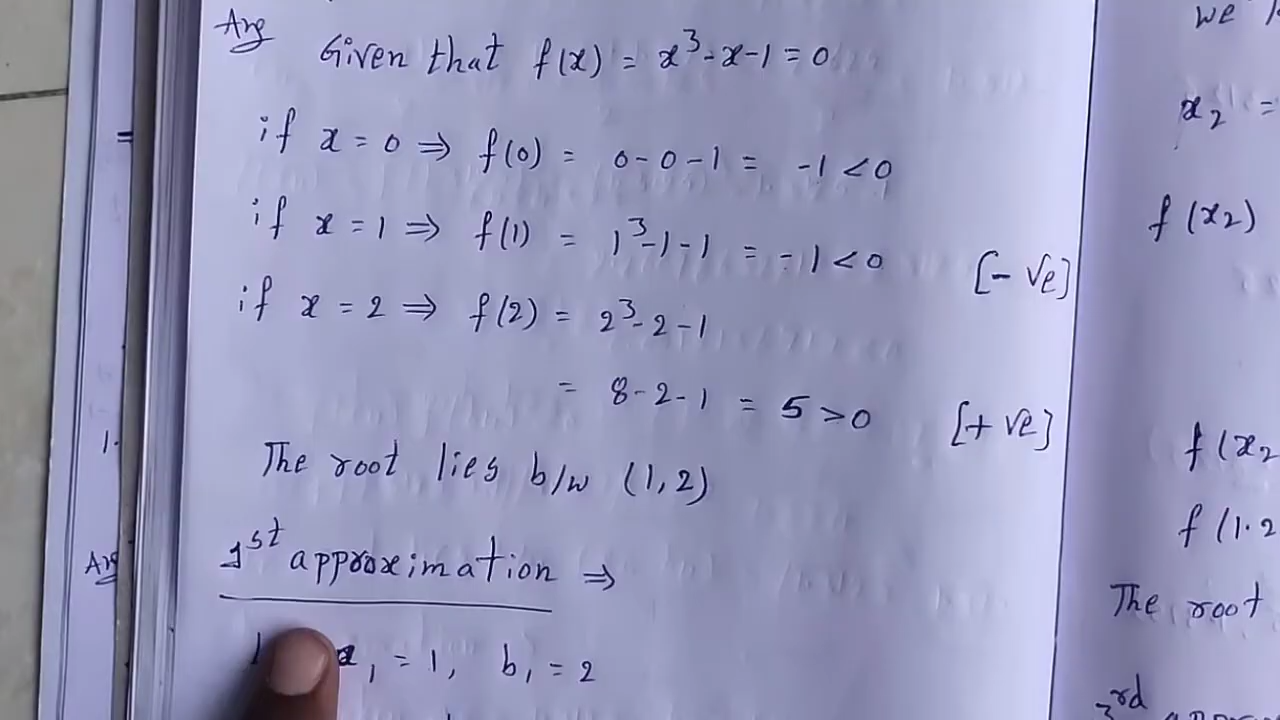 Ans
Given that f(x) = x³-x-1 = 0
if x = 0 ⇒ f(0) = 0-0-1 = -1 < 0
if x = 1 ⇒ f(1) = 1³-1-1 = -1 < 0 [- ve]
if x = 2 ⇒ f(2) = 2³-2-1
= 8-2-1 = 5 > 0 [+ ve]
The root lies b/w (1,2)
1st approximation ⇒
a₁ = 1, b₁ = 2
=
1.
Ans
we
x₂ =
f(x₂)
f(x₂
f(1.2
The root
3rd